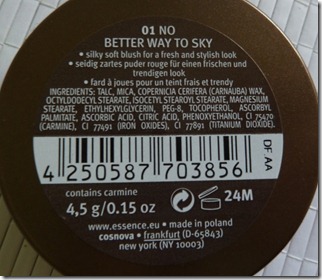 01 NO
BETTER WAY TO SKY
• silky soft blush for a fresh and stylish look
• seidig zartes puder rouge für einen frischen und
trendigen look
• fard à joues pour un teint frais et trendy
INGREDIENTS: TALC, MICA, COPERNICIA CERIFERA (CARNAUBA) WAX,
OCTYLDODECYL STEARATE, ISOCETYL STEAROYL STEARATE, MAGNESIUM
STEARATE, ETHYLHEXYLGLYCERIN, PEG-8, TOCOPHEROL, ASCORBYL
PALMITATE, ASCORBIC ACID, CITRIC ACID, PHENOXYETHANOL, CI 75470
(CARMINE), CI 77491 (IRON OXIDES), CI 77891 (TITANIUM DIOXIDE).
DF AA
4 250587 703856
contains carmine
4,5 g/0.15 oz
24M
www.essence.eu • made in poland
cosnova • frankfurt (D-65843)
new york (NY 10003)